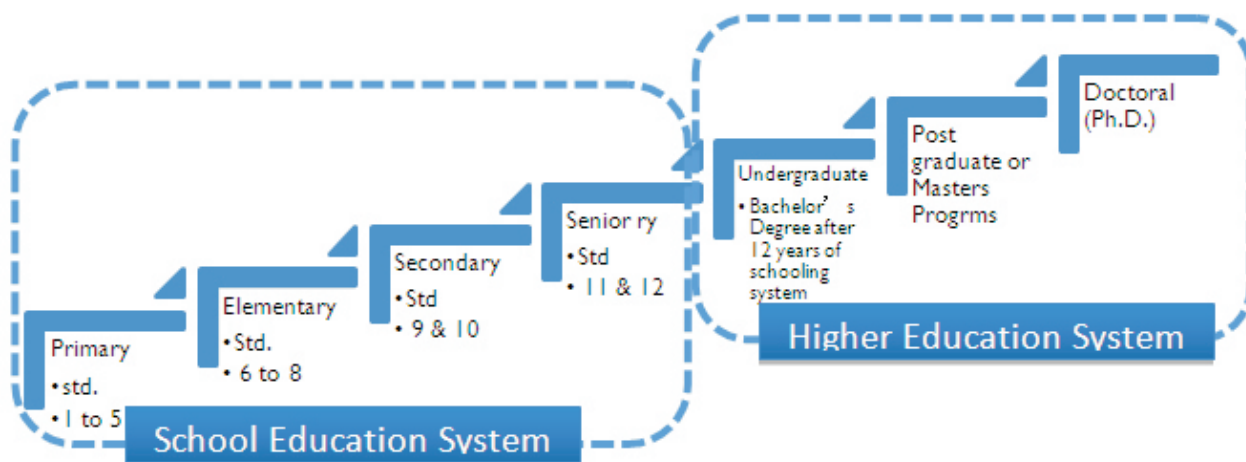 Primary
•std.
•1 to 5
Elementary
•Std.
• 6 to 8
Secondary
•Std
• 9 & 10
Senior ry
•Std
• 11 & 12
School Education System
Undergraduate
• Bachelor’ s
Degree after
12 years of
schooling
system
Post
graduate or
Masters
Progrms
Doctoral
(Ph.D.)
Higher Education System